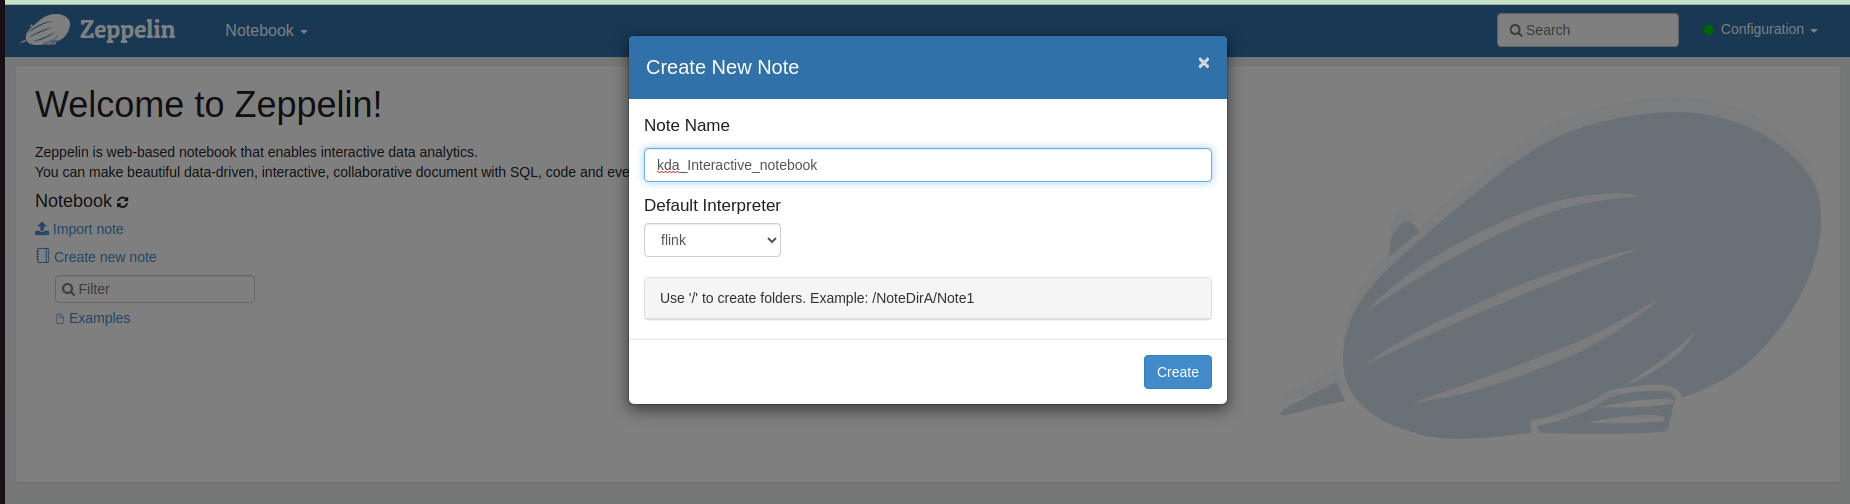 Zeppelin
Notebook
Search
Configuration
Create New Note
×
Welcome to Zeppelin!
Note Name
Zeppelin is web-based notebook that enables interactive data analytics.
kda_Interactive_notebook
You can make beautiful data-driven, interactive, collaborative document with SQL, code and eve
Notebook
Default Interpreter
Import note
flink
Create new note
Filter
Use '/' to create folders. Example: /NoteDirA/Note1
Examples
Create